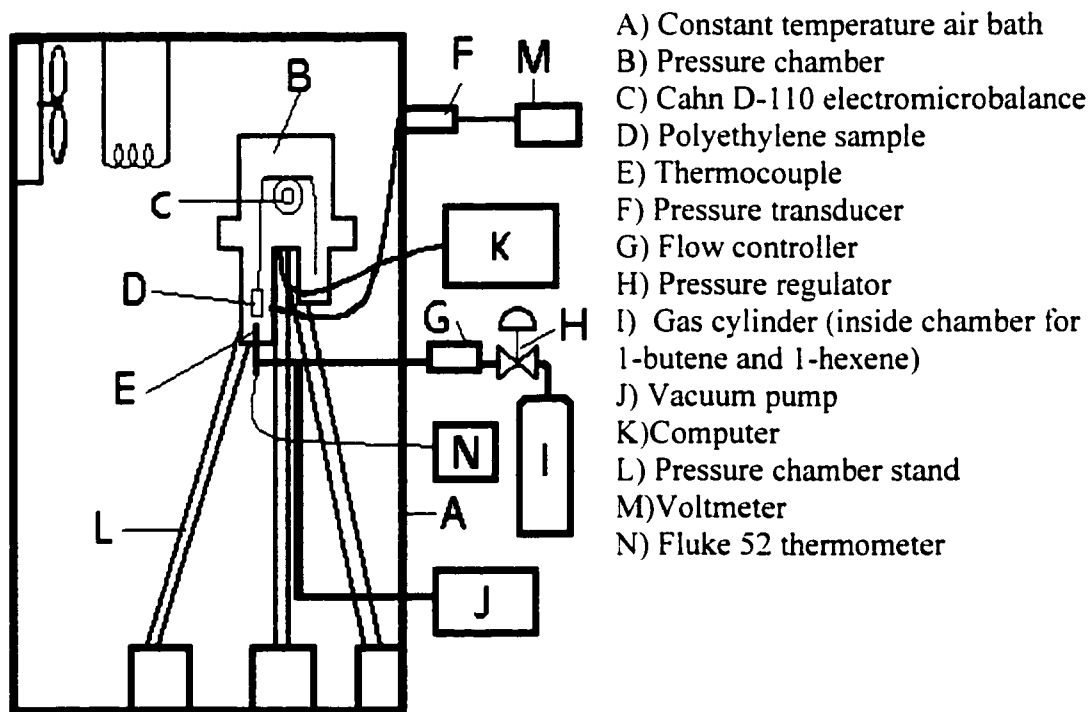 A) Constant temperature air bath
B) Pressure chamber
C) Cahn D-110 electromicrobalance
D) Polyethylene sample
E) Thermocouple
F) Pressure transducer
G) Flow controller
H) Pressure regulator
I) Gas cylinder (inside chamber for
1-butene and 1-hexene)
J) Vacuum pump
K)Computer
L) Pressure chamber stand
M)Voltmeter
N) Fluke 52 thermometer
F
M
B
C
K
D
G
H
E
N
I
L
A
J